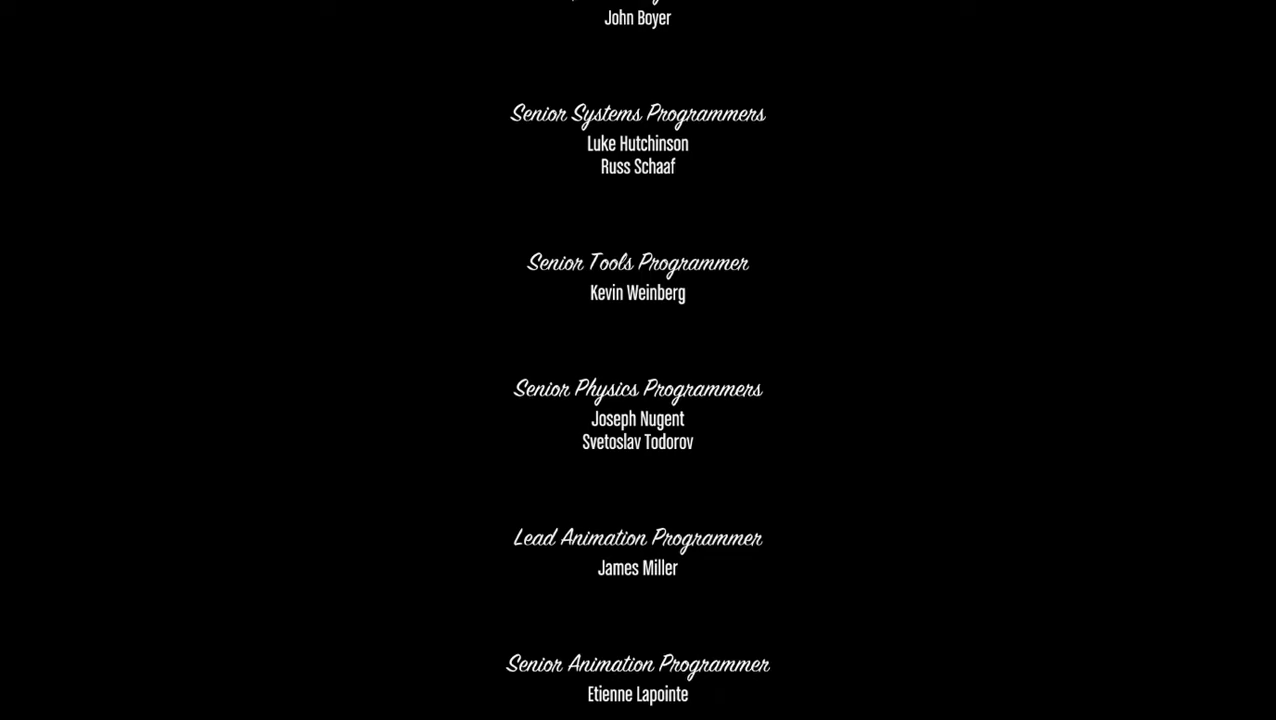 John Boyer
Senior Systems Programmers
Luke Hutchinson
Russ Schaaf
Senior Tools Programmer
Kevin Weinberg
Senior Physics Programmers
Joseph Nugent
Svetoslav Todorov
Lead Animation Programmer
James Miller
Senior Animation Programmer
Etienne Lapointe